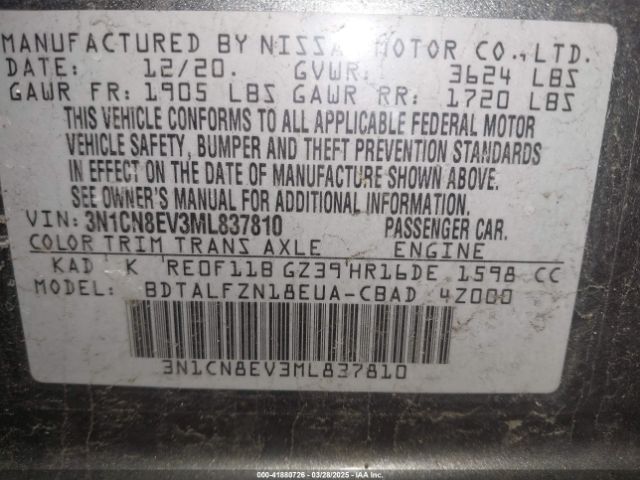 MANUFACTURED BY NISSA MOTOR CO., LTD.
DATE: 12/20. GVWR: 3624 LBS
GAWR FR: 1905 LBS GAWR RR: 1720 LBS
THIS VEHICLE CONFORMS TO ALL APPLICABLE FEDERAL MOTOR
VEHICLE SAFETY, BUMPER AND THEFT PREVENTION STANDARDS
IN EFFECT ON THE DATE OF MANUFACTURE SHOWN ABOVE.
SEE OWNER'S MANUAL FOR ADDITIONAL INFORMATION.
VIN: 3N1CN8EV3ML837810 PASSENGER CAR.
COLOR TRIM TRANS AXLE ENGINE
KAD K RE0F11B GZ39 HR16DE 1598 CC
MODEL: BDTALFZN18EUA-CBAD 4Z000
3N1CN8EV3ML837810
© 41880726 - 03/28/2025 - IAAI.COM